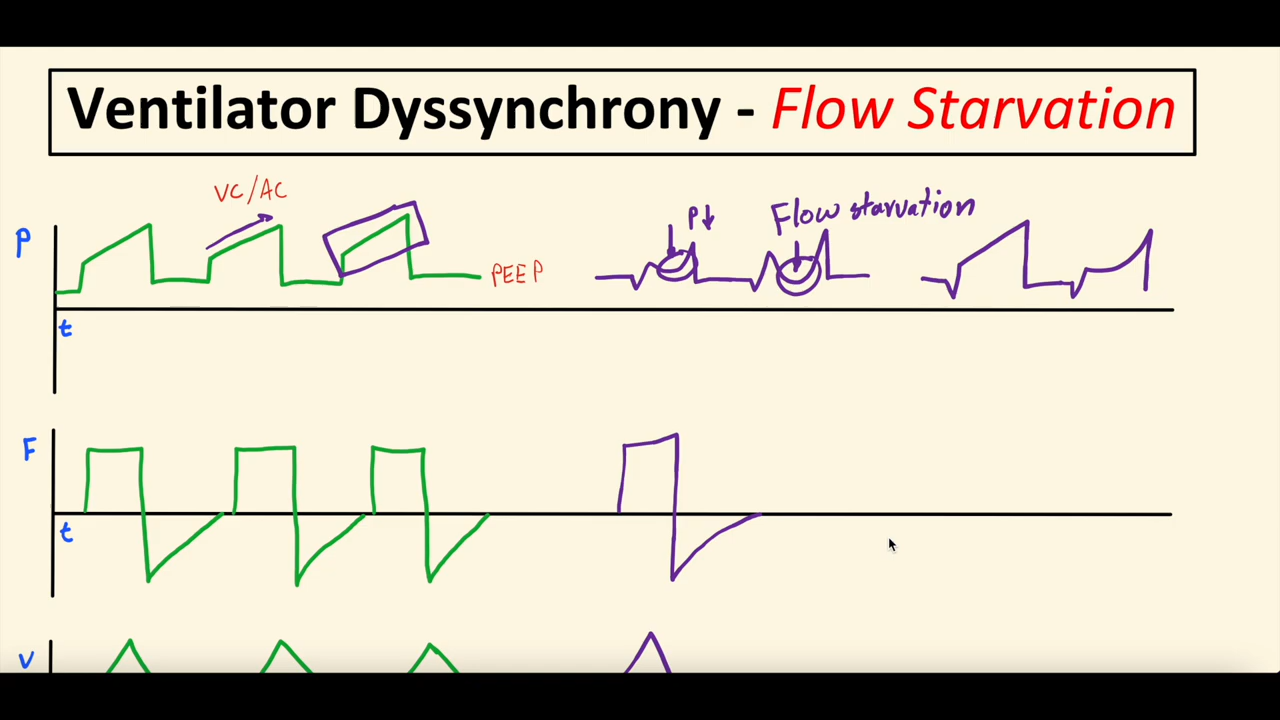 Ventilator Dyssynchrony - Flow Starvation
VC/AC
P↓
Flow starvation
P
PEEP
t
F
t
V